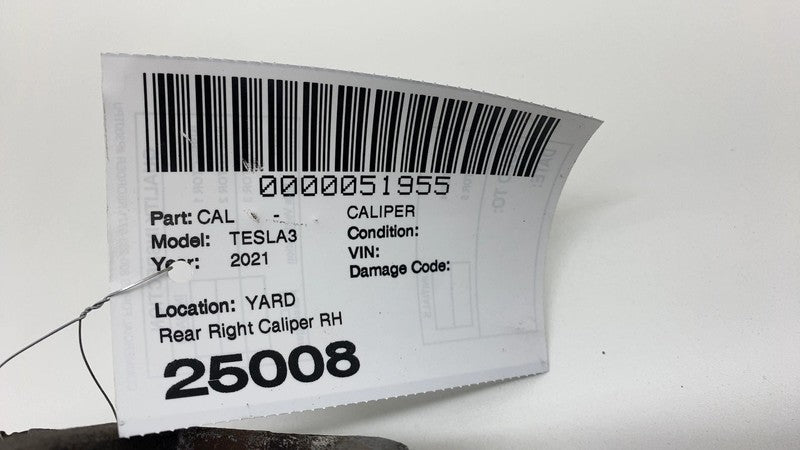 0000051955
Part: CAL - CALIPER
Model: TESLA3 Condition:
Year: 2021 VIN:
Damage Code:
Location: YARD
Rear Right Caliper RH
25008